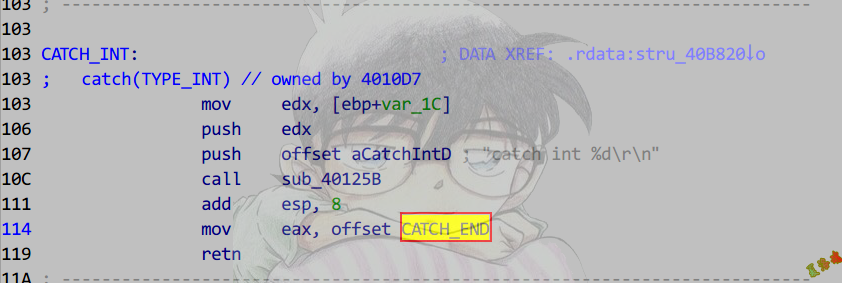 103 ; ---------------------------------------------------------------------------
103
103 CATCH_INT: ; DATA XREF: .rdata:stru_40B820↓o
103 ; catch(TYPE_INT) // owned by 4010D7
103 mov edx, [ebp+var_1C]
106 push edx
107 push offset aCatchIntD ; "catch int %d\r\n"
10C call sub_40125B
111 add esp, 8
114 mov eax, offset CATCH_END
119 retn
11A ; ---------------------------------------------------------------------------